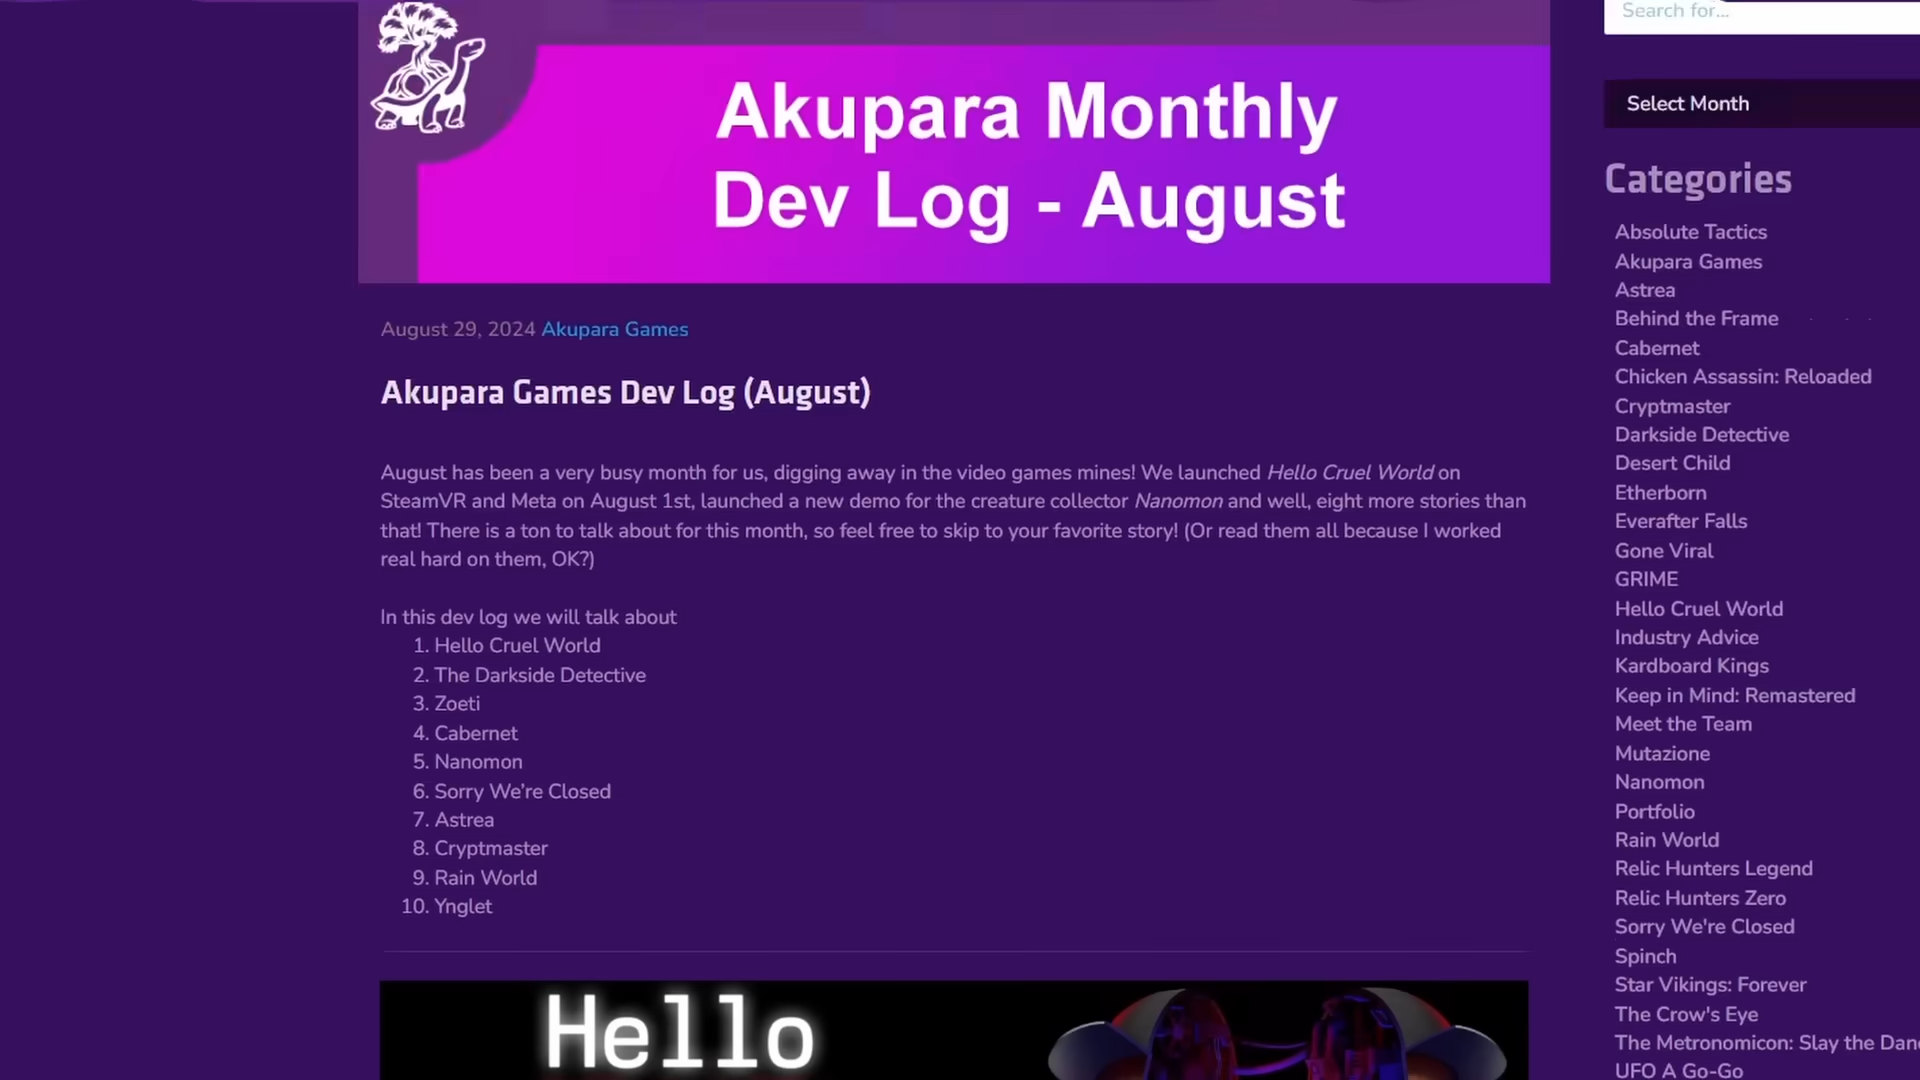 Akupara Monthly
Dev Log - August
August 29, 2024 Akupara Games
Akupara Games Dev Log (August)
August has been a very busy month for us, digging away in the video games mines! We launched Hello Cruel World on
SteamVR and Meta on August 1st, launched a new demo for the creature collector Nanomon and well, eight more stories than
that! There is a ton to talk about for this month, so feel free to skip to your favorite story! (Or read them all because I worked
real hard on them, OK?)
In this dev log we will talk about
1. Hello Cruel World
2. The Darkside Detective
3. Zoeti
4. Cabernet
5. Nanomon
6. Sorry We're Closed
7. Astrea
8. Cryptmaster
9. Rain World
10. Ynglet
Hello
Search for...
Select Month
Categories
Absolute Tactics
Akupara Games
Astrea
Behind the Frame
Cabernet
Chicken Assassin: Reloaded
Cryptmaster
Darkside Detective
Desert Child
Etherborn
Everafter Falls
Gone Viral
GRIME
Hello Cruel World
Industry Advice
Kardboard Kings
Keep in Mind: Remastered
Meet the Team
Mutazione
Nanomon
Portfolio
Rain World
Relic Hunters Legend
Relic Hunters Zero
Sorry We're Closed
Spinch
Star Vikings: Forever
The Crow's Eye
The Metronomicon: Slay the Dan
UFO A Go-Go